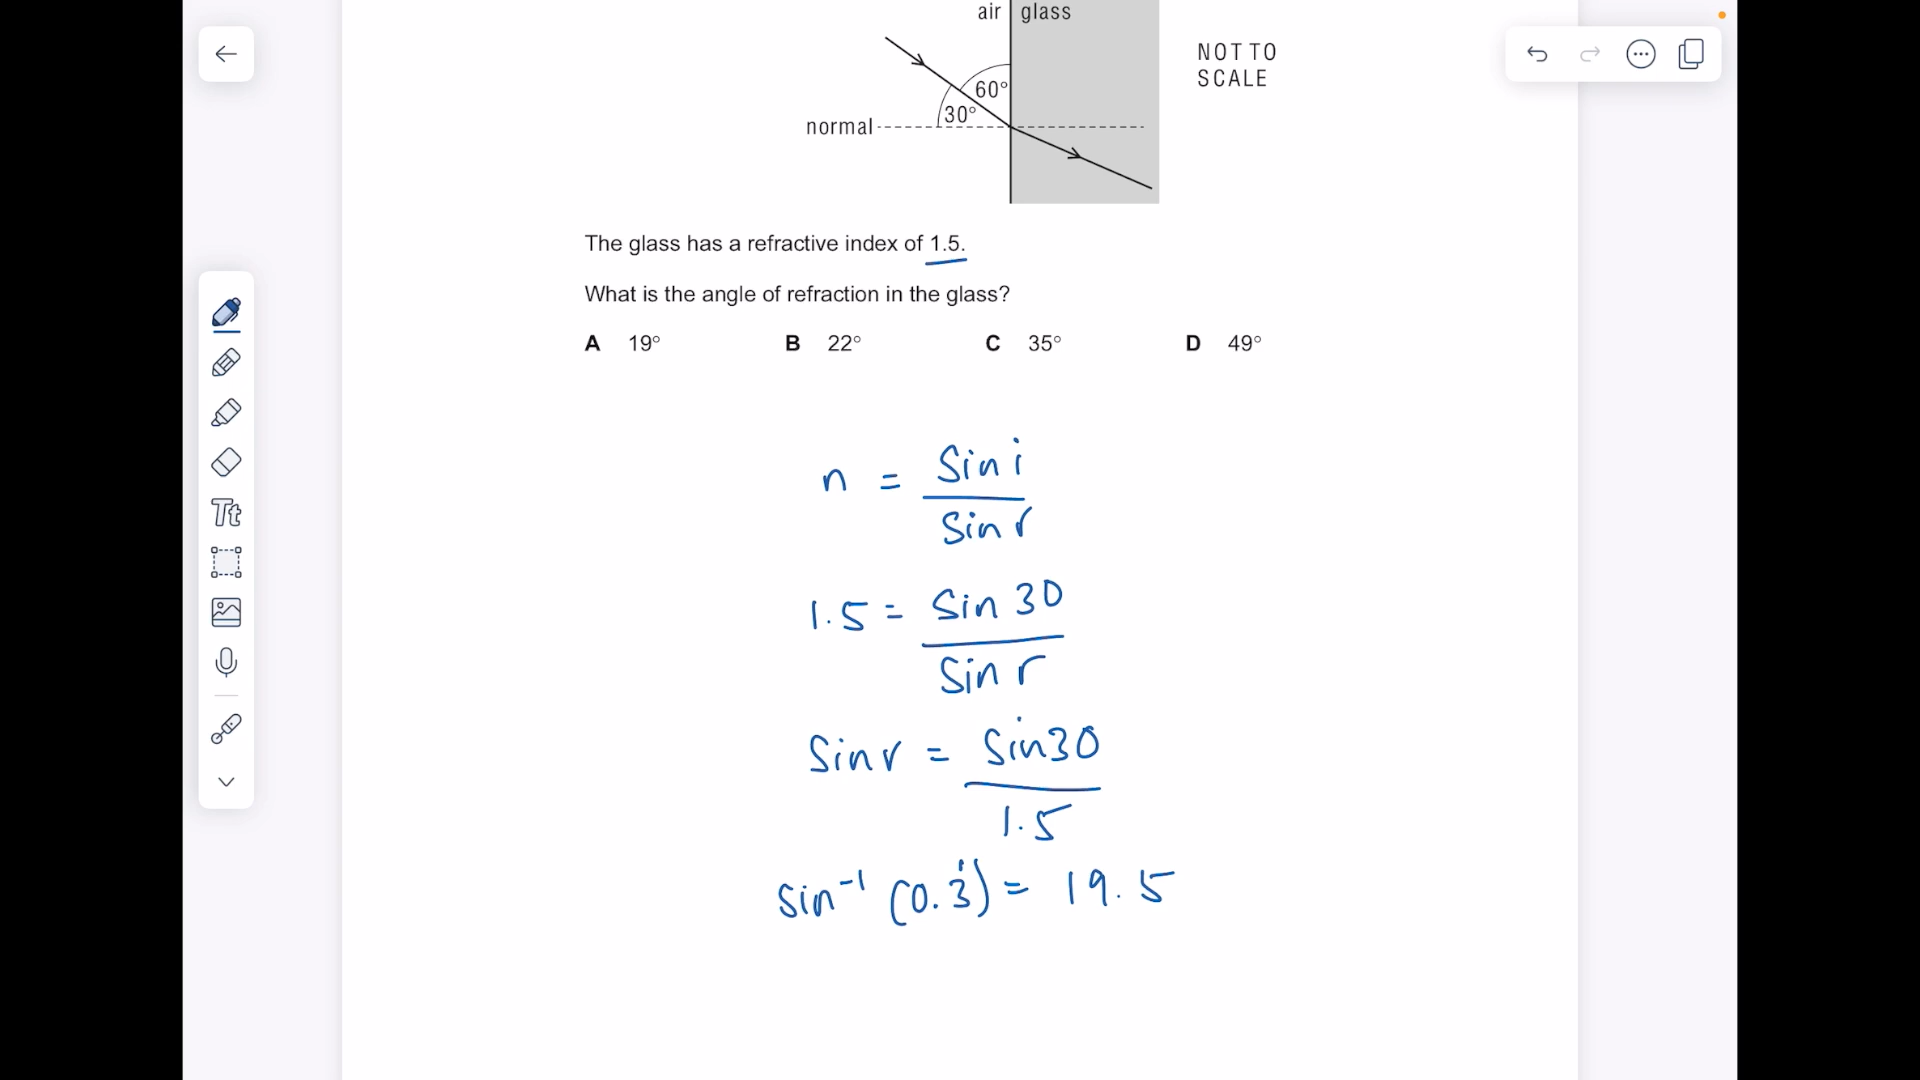 air glass
NOT TO
SCALE
60°
30°
normal
The glass has a refractive index of 1.5.
What is the angle of refraction in the glass?
A 19° B 22° C 35° D 49°
n = Sin i
Sin r
1.5 = Sin 30
Sin r
Sin r = Sin30
1.5
sin⁻¹ (0.3̇) = 19.5
Tt